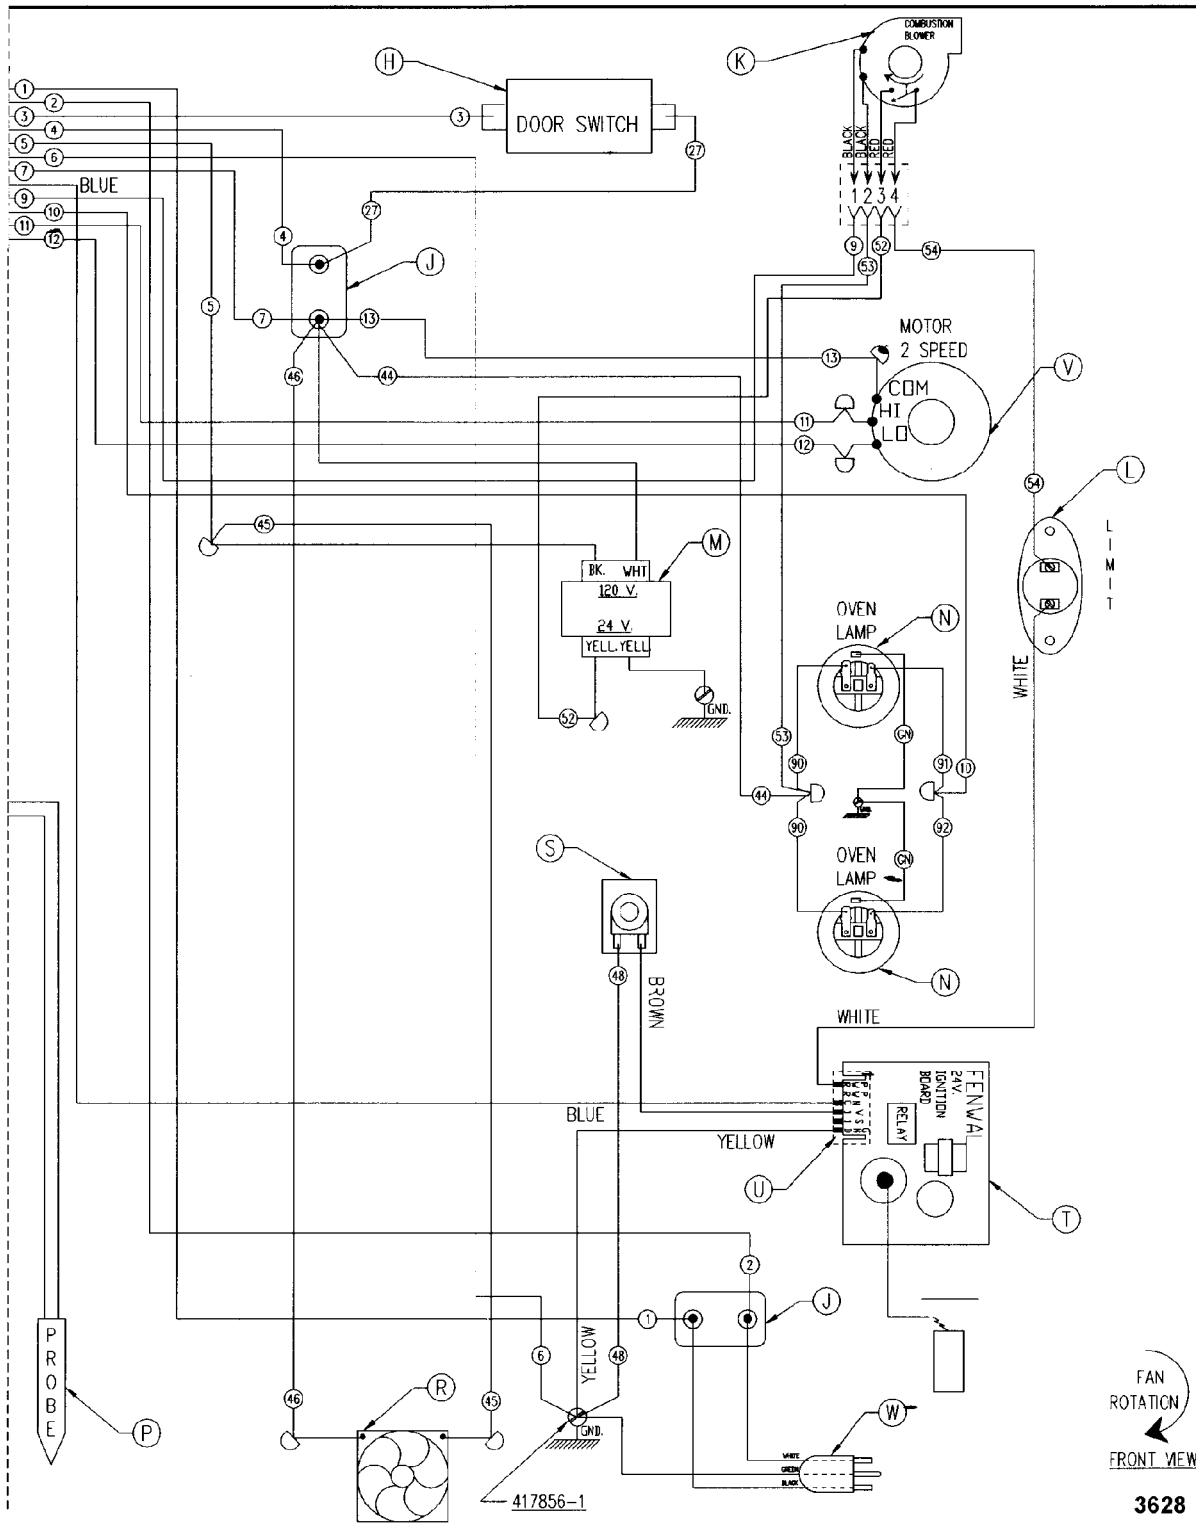 COMBUSTION
BLOWER
K
H
1
2
3
3
DOOR SWITCH
4
5
6
27
BLACK
BLACK
RED
RED
7
BLUE
1 2 3 4
9
10
27
11
4
12
9
52
54
53
J
5
7
13
MOTOR
2 SPEED
13
V
46
44
COM
HI
LO
11
12
54
L
LIMIT
45
M
BK. WHT
120 V.
24 V.
YELL. YELL.
OVEN
LAMP
N
WHITE
52
GND.
53
GN
90
91
10
44
90
92
S
OVEN
LAMP
GN
N
48
BROWN
WHITE
FENWAL
24V.
IGNITION
BOARD
RELAY
BLUE
YELLOW
U
T
2
1
J
YELLOW
6
48
PROBE
P
46
R
45
GND.
W
WHITE
GREEN
BLACK
417856-1
FAN
ROTATION
FRONT VIEW
3628